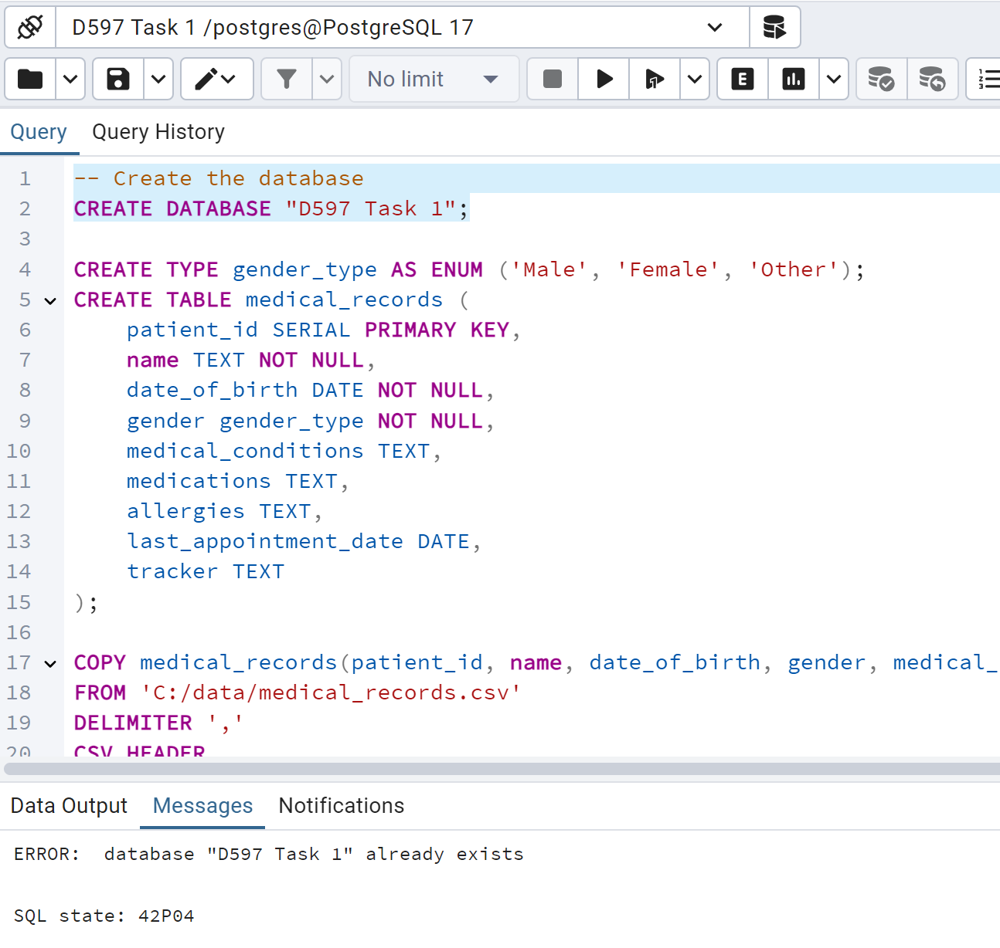 D597 Task 1 /postgres@PostgreSQL 17
No limit
E
Query Query History
1 -- Create the database
2 CREATE DATABASE "D597 Task 1";
3
4 CREATE TYPE gender_type AS ENUM ('Male', 'Female', 'Other');
5 CREATE TABLE medical_records (
6 patient_id SERIAL PRIMARY KEY,
7 name TEXT NOT NULL,
8 date_of_birth DATE NOT NULL,
9 gender gender_type NOT NULL,
10 medical_conditions TEXT,
11 medications TEXT,
12 allergies TEXT,
13 last_appointment_date DATE,
14 tracker TEXT
15 );
16
17 COPY medical_records(patient_id, name, date_of_birth, gender, medical_
18 FROM 'C:/data/medical_records.csv'
19 DELIMITER ','
20 CSV HEADER
Data Output Messages Notifications
ERROR:  database "D597 Task 1" already exists
SQL state: 42P04